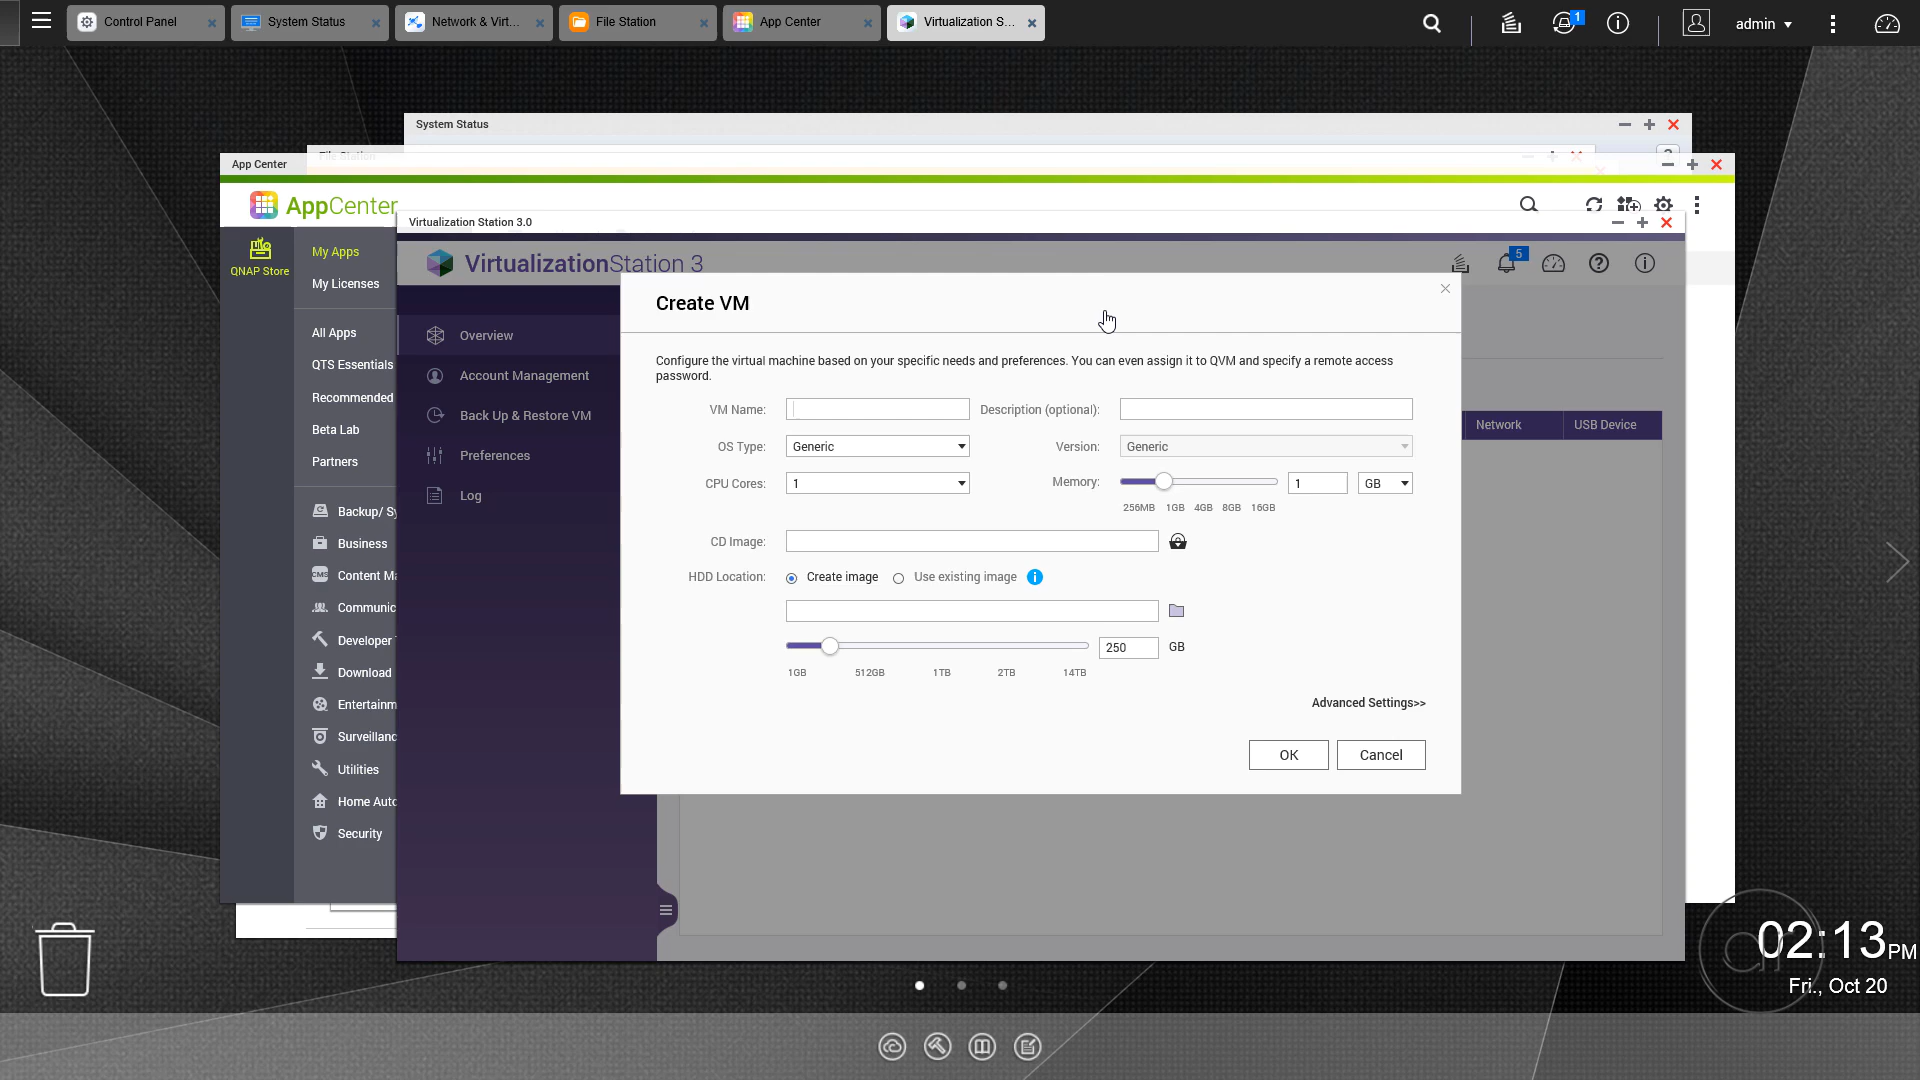 Control Panel
System Status
Network & Virt...
File Station
App Center
Virtualization S...
1
admin
System Status
File Station
App Center
AppCenter
Virtualization Station 3.0
QNAP Store
My Apps
My Licenses
All Apps
QTS Essentials
Recommended
Beta Lab
Partners
Backup/ Sy
Business
CMS
Content Ma
Communic
Developer
Download
Entertainm
Surveillanc
Utilities
Home Auto
Security
VirtualizationStation 3
5
Overview
Account Management
Back Up & Restore VM
Preferences
Log
Network
USB Device
Create VM
Configure the virtual machine based on your specific needs and preferences. You can even assign it to QVM and specify a remote access
password.
VM Name:
Description (optional):
OS Type:
Generic
Version:
Generic
CPU Cores:
1
Memory:
1
GB
256MB 1GB 4GB 8GB 16GB
CD Image:
HDD Location:
Create image
Use existing image
250
GB
1GB 512GB 1TB 2TB 14TB
Advanced Settings>>
OK
Cancel
02:13PM
Fri., Oct 20